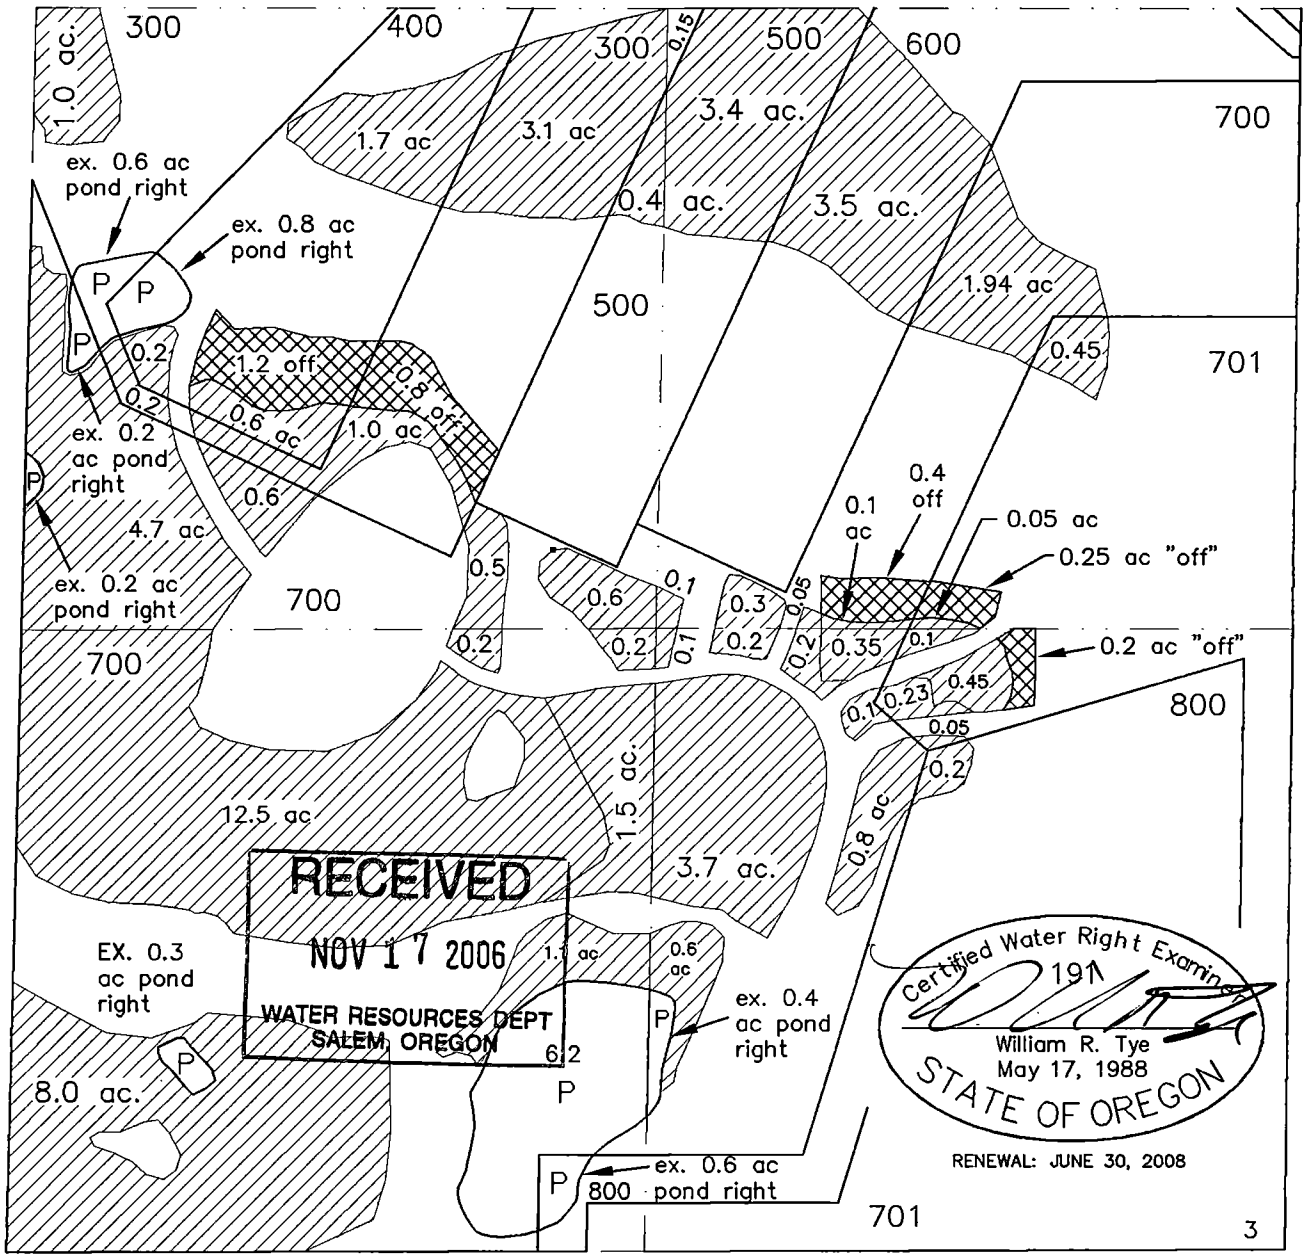 300
400
300
500
600
700
1.0 ac.
0.15
1.7 ac
3.1 ac
3.4 ac.
0.4 ac.
3.5 ac.
1.94 ac
0.45
701
ex. 0.6 ac
pond right
ex. 0.8 ac
pond right
P
P
P
500
0.2
1.2 off
0.8 off
0.2
0.6 ac
1.0 ac
ex. 0.2
ac pond
right
P
0.6
4.7 ac
0.4
off
0.1
ac
0.05 ac
0.25 ac "off"
ex. 0.2 ac
pond right
700
0.5
0.6
0.1
0.3
0.05
700
0.2
0.2
0.1
0.2
0.2
0.35
0.1
0.2 ac "off"
0.1
0.23
0.45
0.05
800
0.2
12.5 ac
1.5 ac.
0.8 ac
3.7 ac.
RECEIVED
NOV 17 2006
WATER RESOURCES DEPT
SALEM, OREGON
EX. 0.3
ac pond
right
1.1 ac
0.6
ac
P
ex. 0.4
ac pond
right
P
6.2
P
8.0 ac.
Certified Water Right Examiner
191
William R. Tye
May 17, 1988
STATE OF OREGON
RENEWAL: JUNE 30, 2008
P
ex. 0.6 ac
pond right
800
701
3